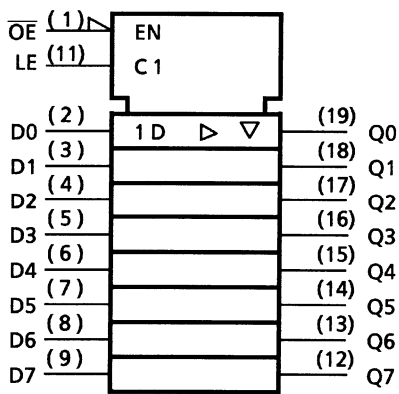 O̅E̅ (1) EN
LE (11) C1
D0 (2) 1D (19) Q0
D1 (3) (18) Q1
D2 (4) (17) Q2
D3 (5) (16) Q3
D4 (6) (15) Q4
D5 (7) (14) Q5
D6 (8) (13) Q6
D7 (9) (12) Q7